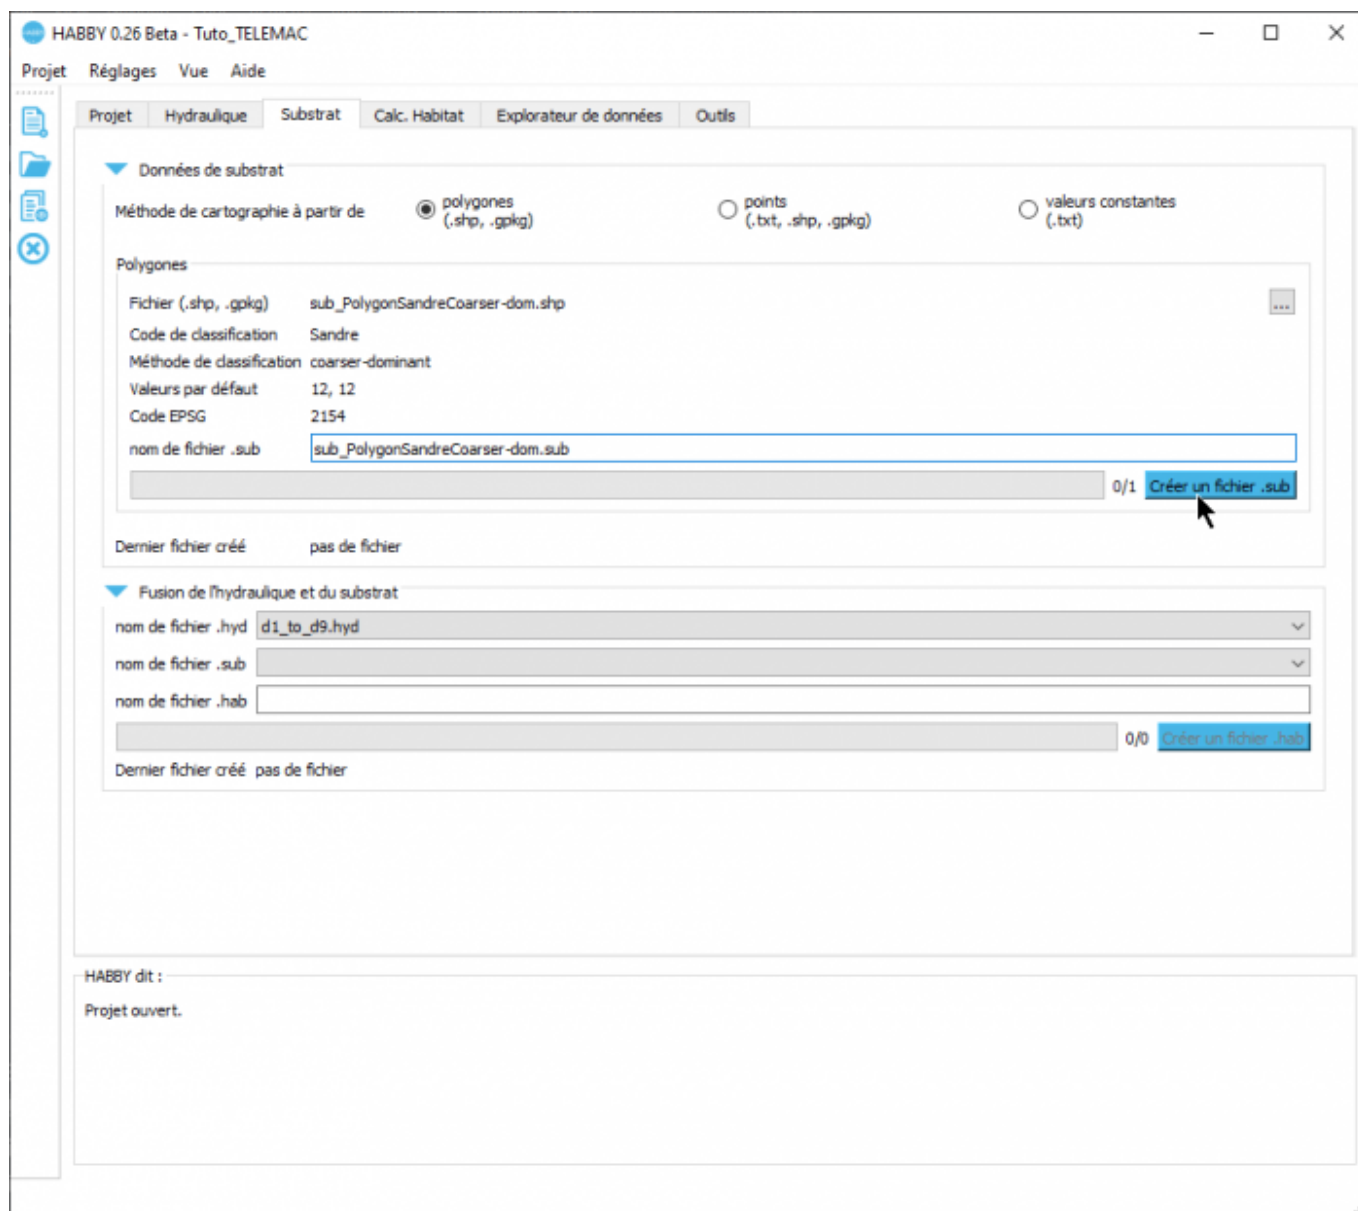 HABBY 0.26 Beta - Tuto_TELEMAC
Projet Réglages Vue Aide
Projet Hydraulique Substrat Calc. Habitat Explorateur de données Outils
Données de substrat
Méthode de cartographie à partir de
polygones
(.shp, .gpkg)
points
(.txt, .shp, .gpkg)
valeurs constantes
(.txt)
Polygones
Fichier (.shp, .gpkg) sub_PolygonSandreCoarser-dom.shp ...
Code de classification Sandre
Méthode de classification coarser-dominant
Valeurs par défaut 12, 12
Code EPSG 2154
nom de fichier .sub sub_PolygonSandreCoarser-dom.sub
0/1 Créer un fichier .sub
Dernier fichier créé pas de fichier
Fusion de l'hydraulique et du substrat
nom de fichier .hyd d1_to_d9.hyd
nom de fichier .sub
nom de fichier .hab
0/0 Créer un fichier .hab
Dernier fichier créé pas de fichier
HABBY dit :
Projet ouvert.